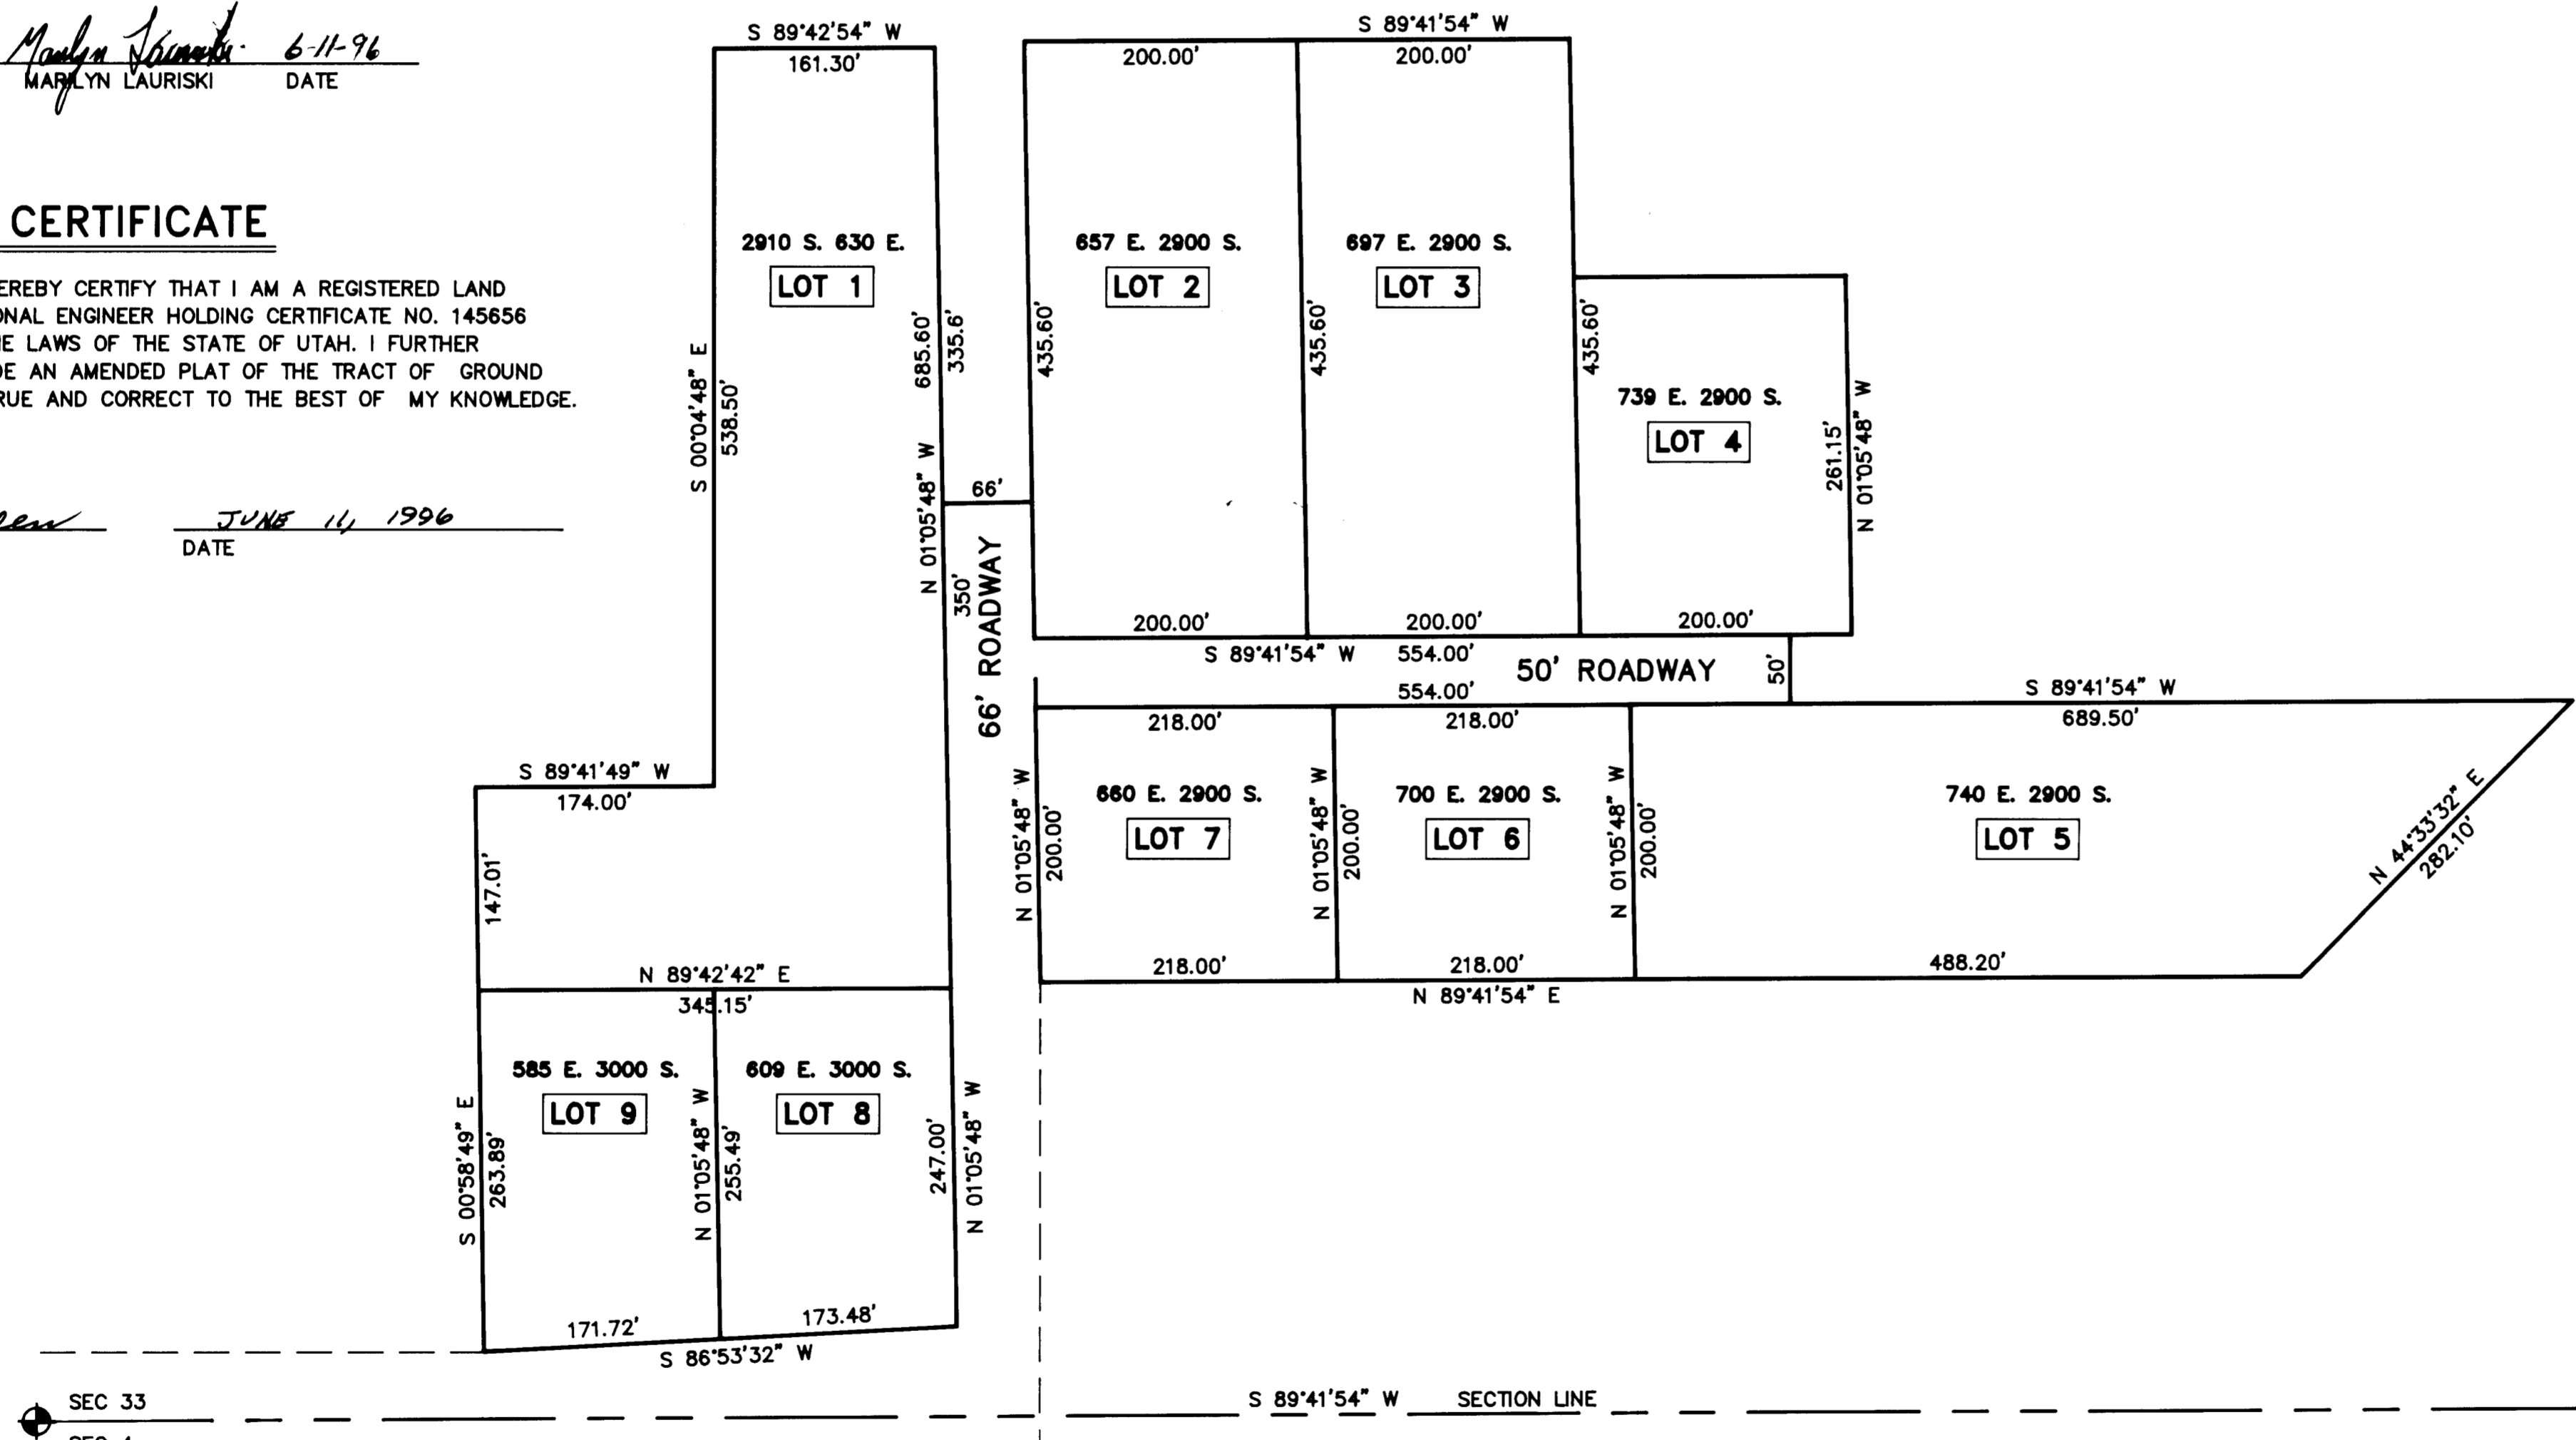 Marilyn Lauriski 6-11-96
MARILYN LAURISKI DATE
CERTIFICATE
EREBY CERTIFY THAT I AM A REGISTERED LAND
ONAL ENGINEER HOLDING CERTIFICATE NO. 145656
E LAWS OF THE STATE OF UTAH. I FURTHER
DE AN AMENDED PLAT OF THE TRACT OF GROUND
RUE AND CORRECT TO THE BEST OF MY KNOWLEDGE.
JUNE 11, 1996
DATE
S 89°42'54" W
161.30'
2910 S. 630 E.
LOT 1
S 00°04'48" E
538.50'
685.60'
335.6'
N 01°05'48" W
350'
66'
66' ROADWAY
S 89°41'49" W
174.00'
147.01'
N 89°42'42" E
345.15'
S 89°41'54" W
200.00'
200.00'
657 E. 2900 S.
LOT 2
435.60'
697 E. 2900 S.
LOT 3
435.60'
435.60'
739 E. 2900 S.
LOT 4
261.15'
N 01°05'48" W
200.00'
200.00'
200.00'
S 89°41'54" W 554.00'
50' ROADWAY
50'
554.00'
S 89°41'54" W
218.00'
218.00'
689.50'
N 01°05'48" W
200.00'
660 E. 2900 S.
LOT 7
N 01°05'48" W
200.00'
700 E. 2900 S.
LOT 6
N 01°05'48" W
200.00'
740 E. 2900 S.
LOT 5
N 44°33'32" E
282.10'
218.00'
218.00'
488.20'
N 89°41'54" E
585 E. 3000 S.
LOT 9
609 E. 3000 S.
LOT 8
S 00°58'49" E
263.89'
N 01°05'48" W
255.49'
247.00'
N 01°05'48" W
171.72'
173.48'
S 86°53'32" W
SEC 33
S 89°41'54" W SECTION LINE